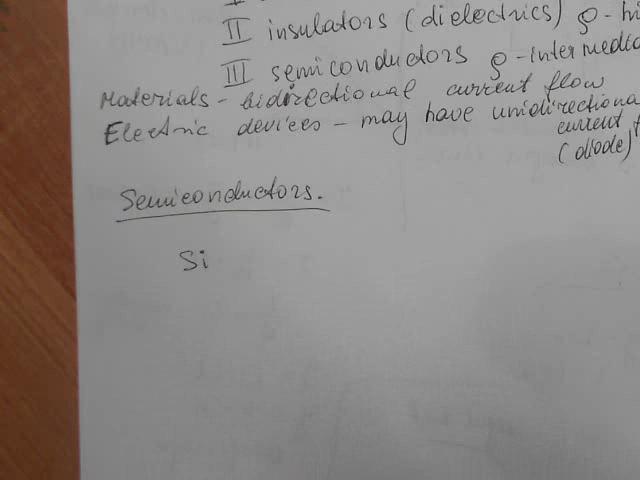 II insulators (dielectrics) ρ - hi
III semiconductors ρ - intermedia
Materials - bidirectional current flow
Electric devices - may have unidirectiona
current f
(diode)
Semiconductors.
Si